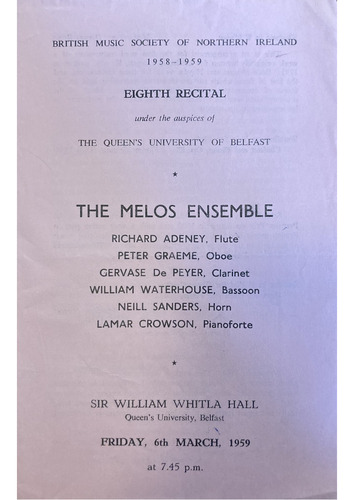 BRITISH MUSIC SOCIETY OF NORTHERN IRELAND
1958-1959
EIGHTH RECITAL
under the auspices of
THE QUEEN'S UNIVERSITY OF BELFAST
★
THE MELOS ENSEMBLE
RICHARD ADENEY, Flute
PETER GRAEME, Oboe
GERVASE De PEYER, Clarinet
WILLIAM WATERHOUSE, Bassoon
NEILL SANDERS, Horn
LAMAR CROWSON, Pianoforte
★
SIR WILLIAM WHITLA HALL
Queen's University, Belfast
FRIDAY, 6th MARCH, 1959
at 7.45 p.m.